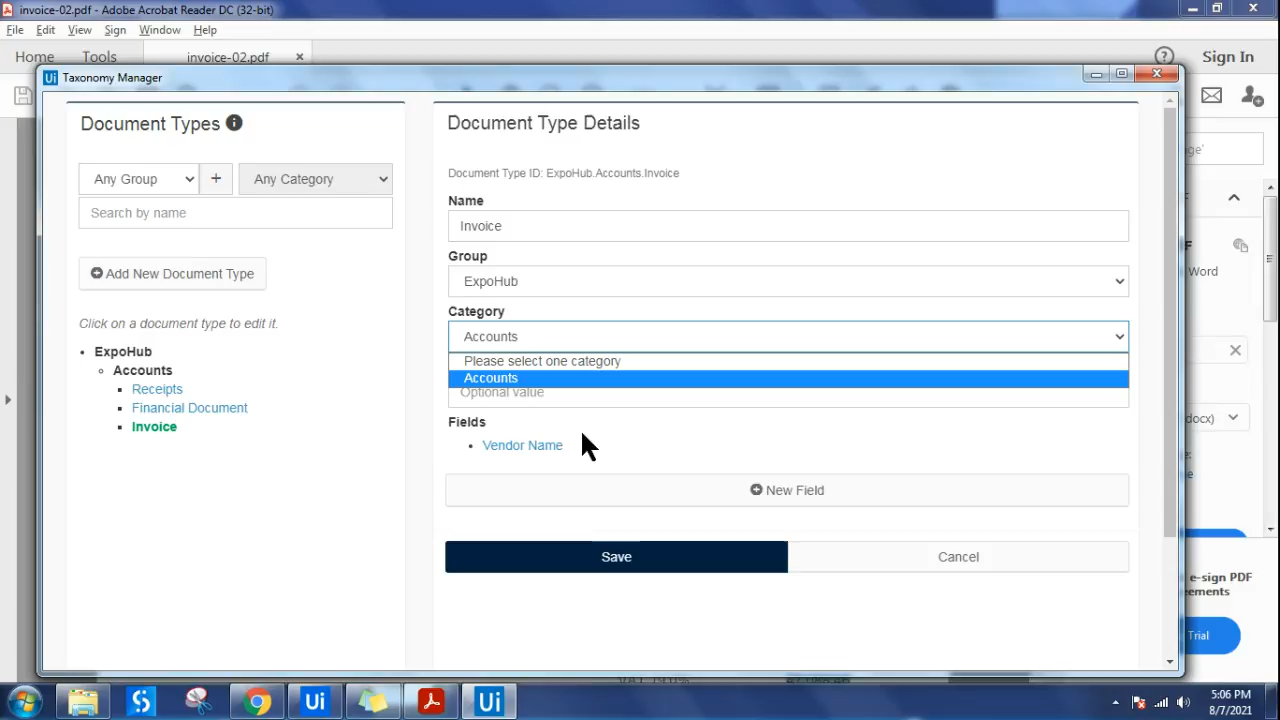 invoice-02.pdf - Adobe Acrobat Reader DC (32-bit)
File Edit View Sign Window Help
Home Tools invoice-02.pdf × ? Sign In
Ui Taxonomy Manager
Document Types i
Any Group + Any Category
Search by name
Add New Document Type
Click on a document type to edit it.
ExpoHub
Accounts
Receipts
Financial Document
Invoice
Document Type Details
Document Type ID: ExpoHub.Accounts.Invoice
Name
Invoice
Group
ExpoHub
Category
Accounts
Please select one category
Accounts
Optional value
Fields
Vendor Name
New Field
Save Cancel
Word
docx)
e-sign PDF
Trial
Ui Ui
5:06 PM
8/7/2021